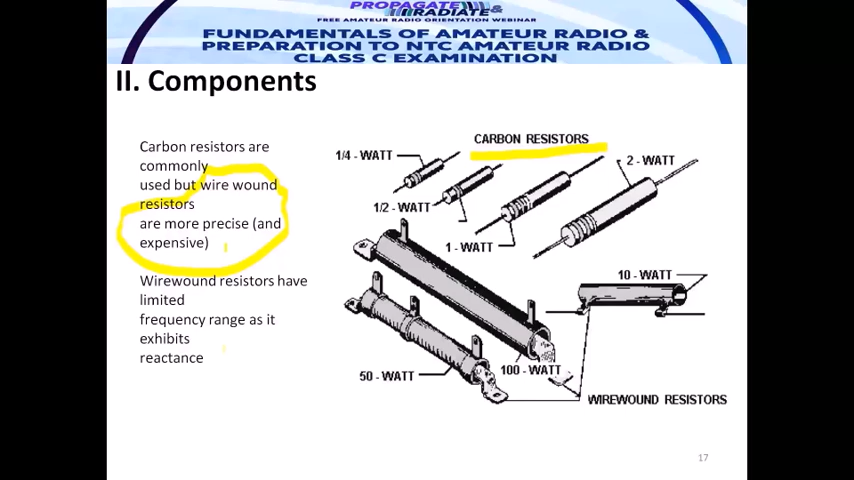 PROPAGATE &
RADIATE
FREE AMATEUR RADIO ORIENTATION WEBINAR
FUNDAMENTALS OF AMATEUR RADIO &
PREPARATION TO NTC AMATEUR RADIO
CLASS C EXAMINATION
II. Components
Carbon resistors are
commonly
used but wire wound
resistors
are more precise (and
expensive)
Wirewound resistors have
limited
frequency range as it
exhibits
reactance
CARBON RESISTORS
1/4 - WATT
2 - WATT
1/2 - WATT
1 - WATT
10 - WATT
100 - WATT
50 - WATT
WIREWOUND RESISTORS
17